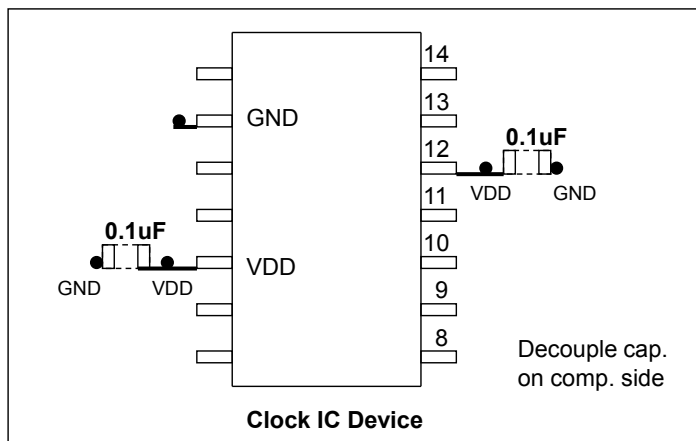 14
13
GND
0.1uF
12
VDD
GND
11
0.1uF
10
VDD
GND
VDD
9
8
Decouple cap.
on comp. side
Clock IC Device